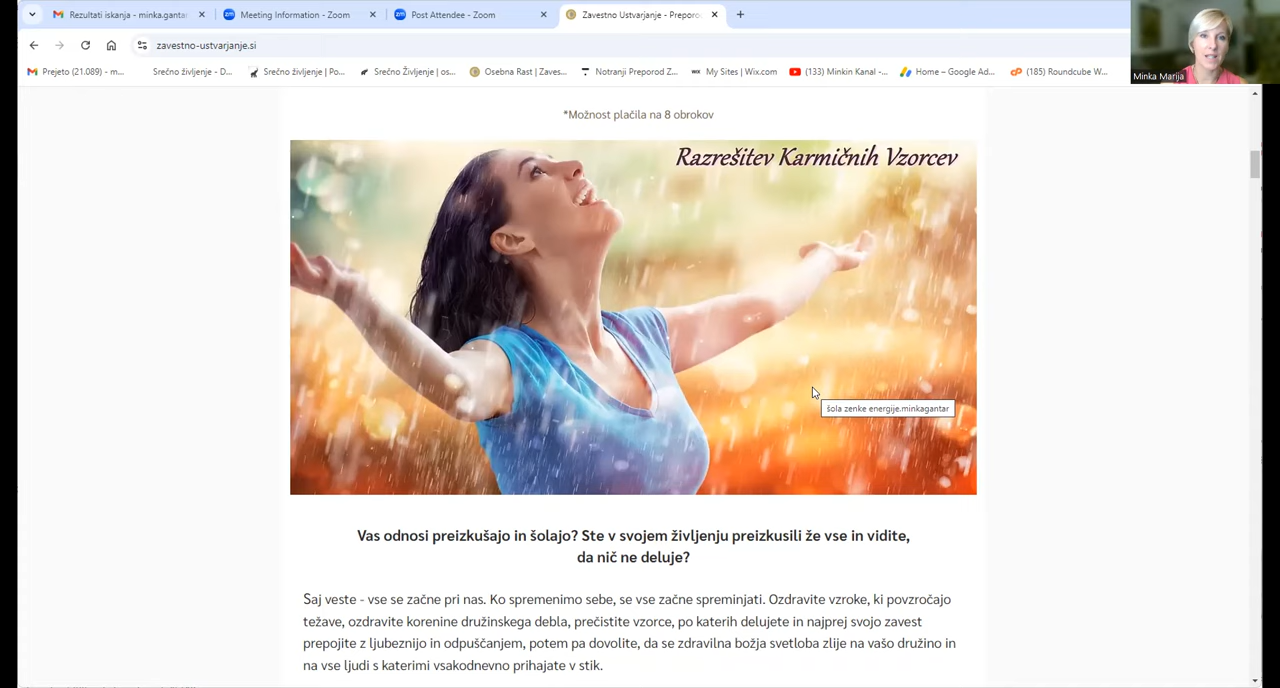 Rezultati iskanja - minka.gantar
Meeting Information - Zoom
Post Attendee - Zoom
Zavestno Ustvarjanje - Preporo
zavestno-ustvarjanje.si
Prejeto (21.089) - m...
Srečno življenje - D...
Srečno življenje | Po...
Srečno Življenje | os...
Osebna Rast | Zaves...
Notranji Preporod Z...
My Sites | Wix.com
(133) Minkin Kanal -...
Home – Google Ad...
(185) Roundcube W...
Minka Marija
*Možnost plačila na 8 obrokov
Razrešitev Karmičnih Vzorcev
šola zenke energije.minkagantar
Vas odnosi preizkušajo in šolajo? Ste v svojem življenju preizkusili že vse in vidite,
da nič ne deluje?
Saj veste - vse se začne pri nas. Ko spremenimo sebe, se vse začne spreminjati. Ozdravite vzroke, ki povzročajo
težave, ozdravite korenine družinskega debla, prečistite vzorce, po katerih delujete in najprej svojo zavest
prepojite z ljubeznijo in odpuščanjem, potem pa dovolite, da se zdravilna božja svetloba zlije na vašo družino in
na vse ljudi s katerimi vsakodnevno prihajate v stik.